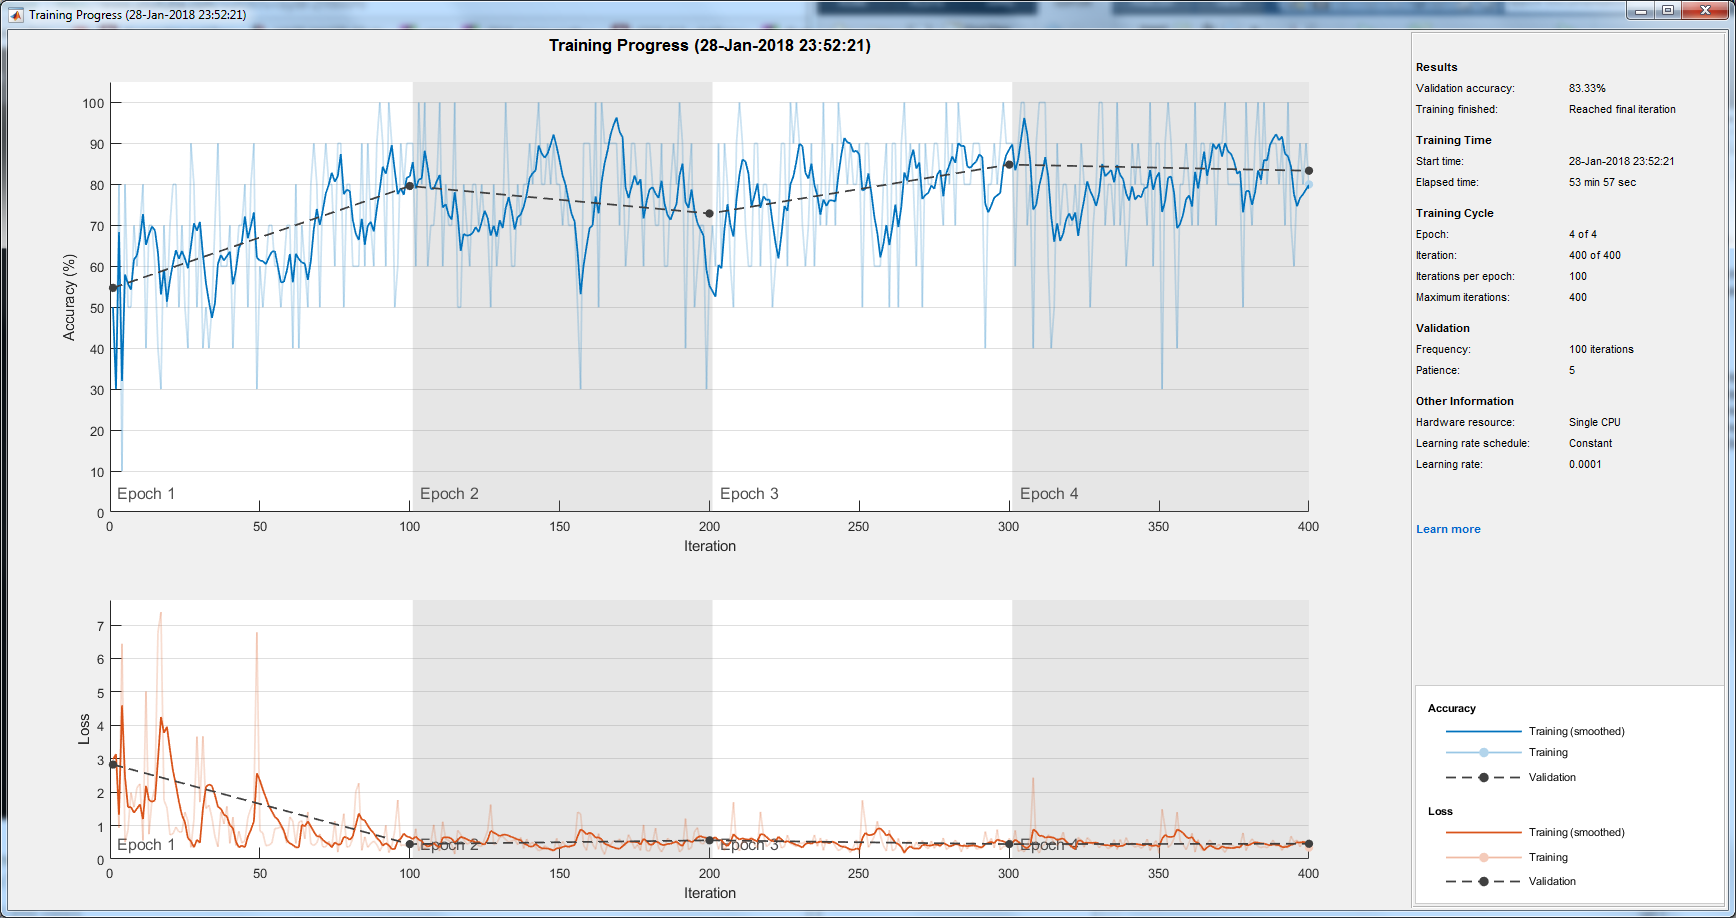 Training Progress (28-Jan-2018 23:52:21)
Training Progress (28-Jan-2018 23:52:21)
Accuracy (%)
100
90
80
70
60
50
40
30
20
10
0
Epoch 1
Epoch 2
Epoch 3
Epoch 4
0
50
100
150
200
250
300
350
400
Iteration
Loss
7
6
5
4
3
2
1
0
Epoch 1
Epoch 2
Epoch 3
Epoch 4
0
50
100
150
200
250
300
350
400
Iteration
Results
Validation accuracy: 83.33%
Training finished: Reached final iteration
Training Time
Start time: 28-Jan-2018 23:52:21
Elapsed time: 53 min 57 sec
Training Cycle
Epoch: 4 of 4
Iteration: 400 of 400
Iterations per epoch: 100
Maximum iterations: 400
Validation
Frequency: 100 iterations
Patience: 5
Other Information
Hardware resource: Single CPU
Learning rate schedule: Constant
Learning rate: 0.0001
Learn more
Accuracy
Training (smoothed)
Training
Validation
Loss
Training (smoothed)
Training
Validation